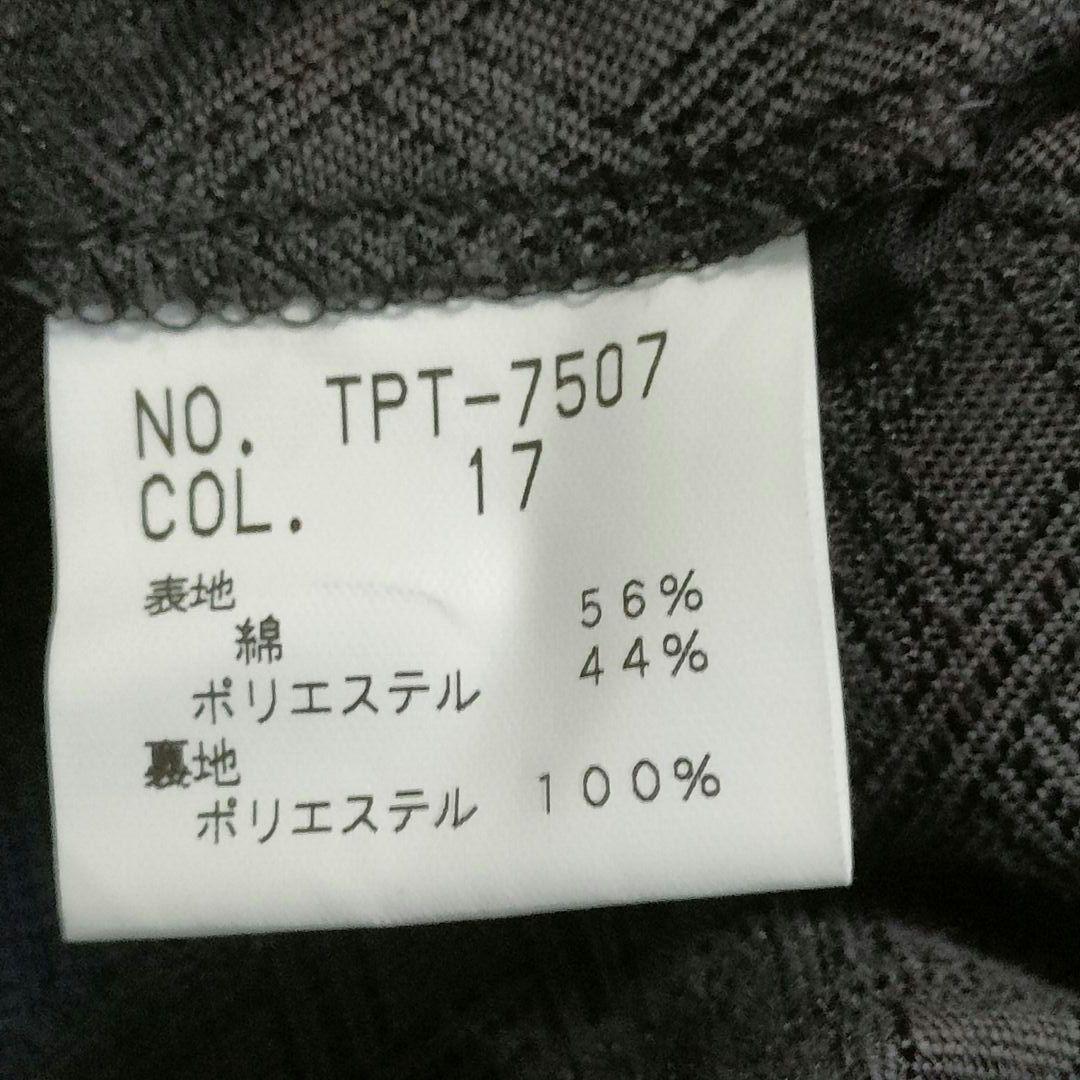 NO. TPT-7507
COL. 17
表地
綿 56%
ポリエステル 44%
裏地
ポリエステル 100%